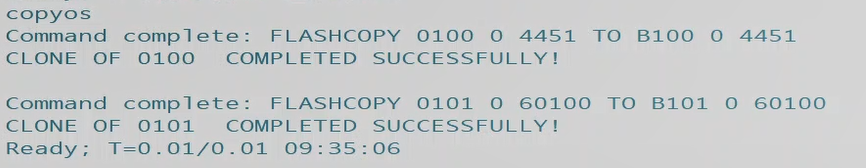 copyos
Command complete: FLASHCOPY 0100 0 4451 TO B100 0 4451
CLONE OF 0100  COMPLETED SUCCESSFULLY!
Command complete: FLASHCOPY 0101 0 60100 TO B101 0 60100
CLONE OF 0101  COMPLETED SUCCESSFULLY!
Ready; T=0.01/0.01 09:35:06